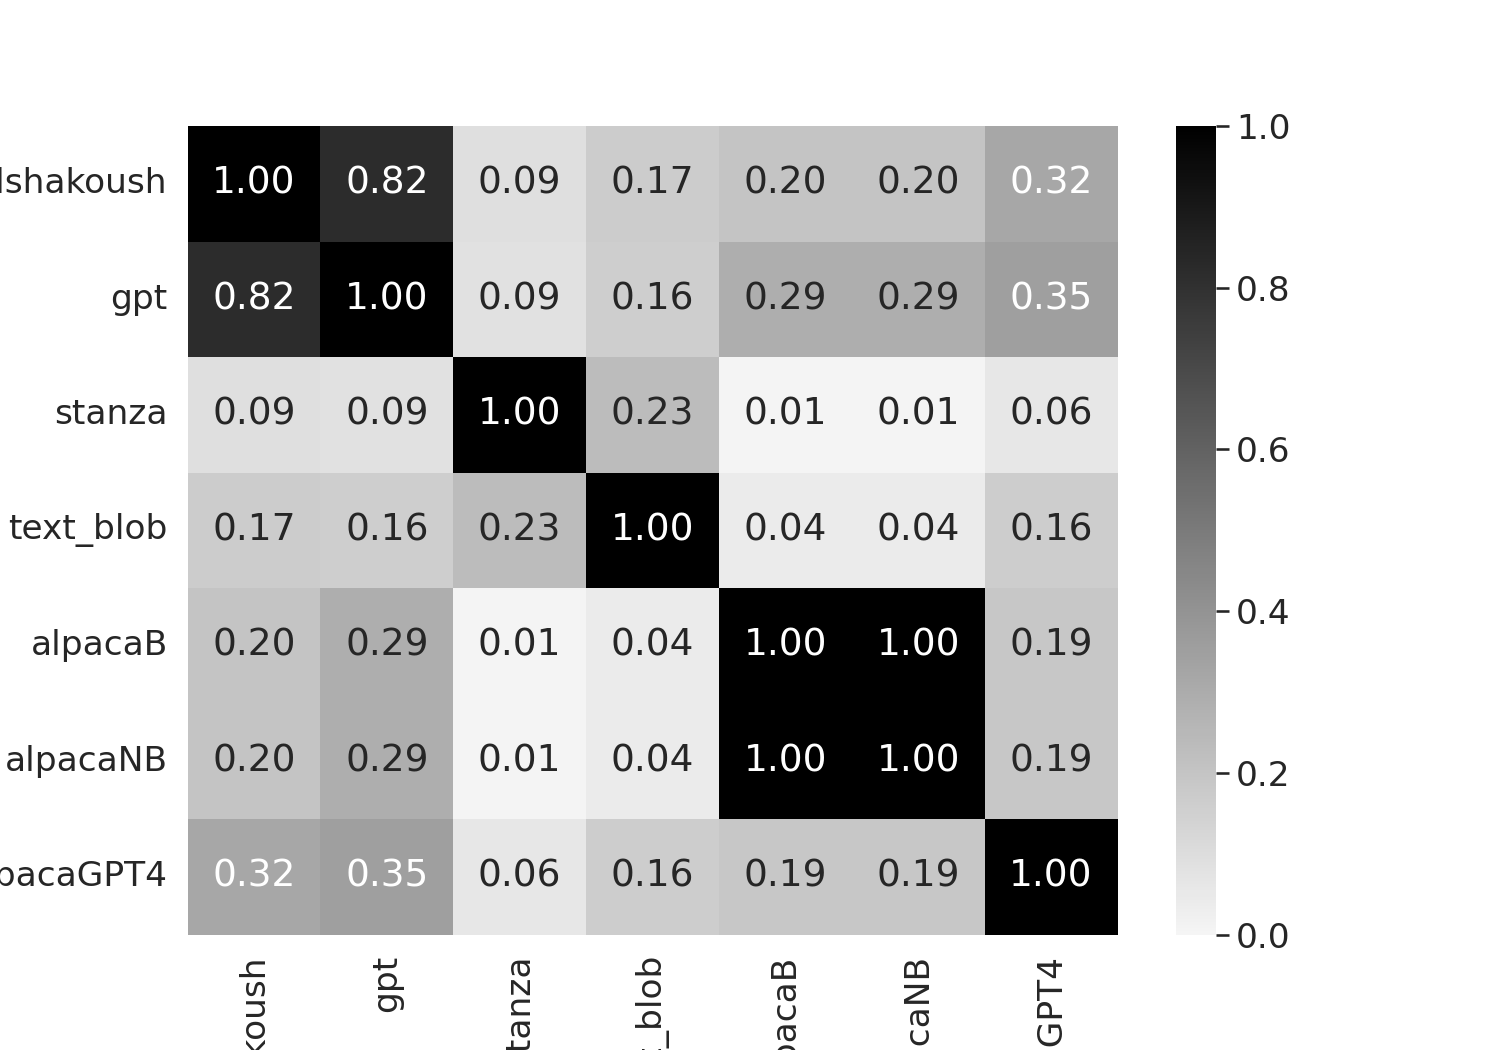 lshakoush 1.00 0.82 0.09 0.17 0.20 0.20 0.32
gpt 0.82 1.00 0.09 0.16 0.29 0.29 0.35
stanza 0.09 0.09 1.00 0.23 0.01 0.01 0.06
text_blob 0.17 0.16 0.23 1.00 0.04 0.04 0.16
alpacaB 0.20 0.29 0.01 0.04 1.00 1.00 0.19
alpacaNB 0.20 0.29 0.01 0.04 1.00 1.00 0.19
pacaGPT4 0.32 0.35 0.06 0.16 0.19 0.19 1.00
koush
gpt
tanza
t_blob
pacaB
caNB
GPT4
1.0
0.8
0.6
0.4
0.2
0.0